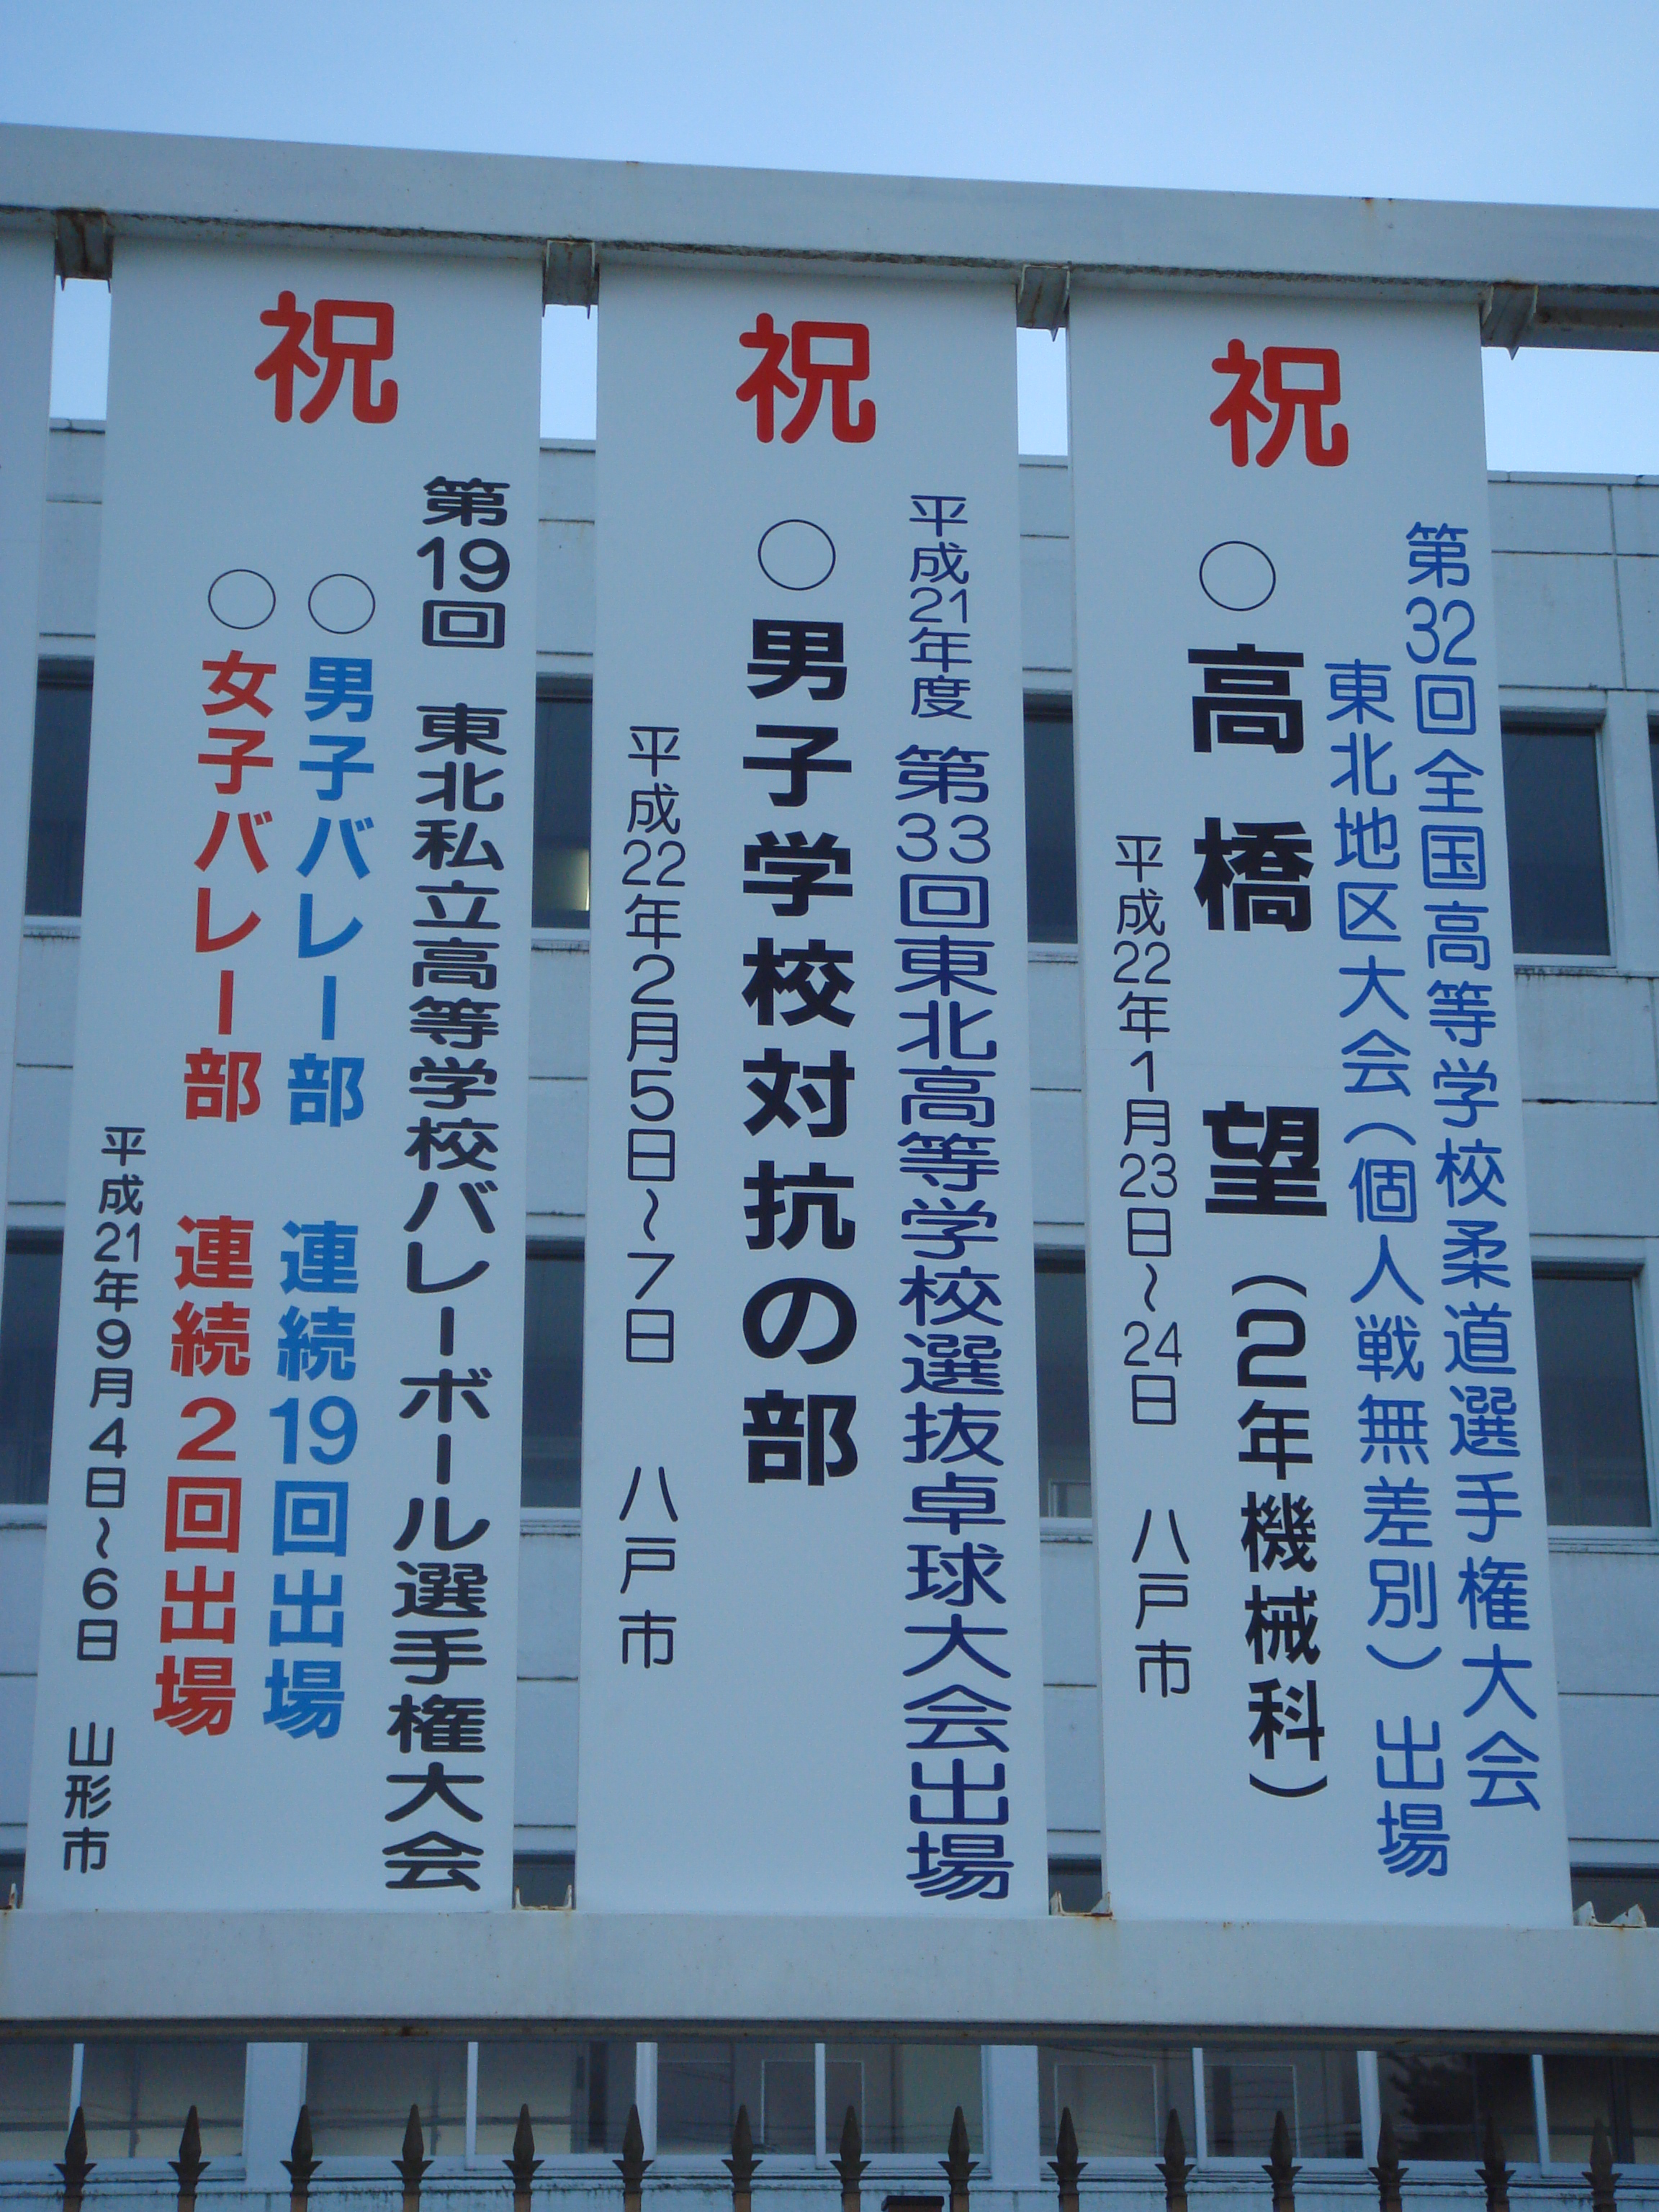 祝
第32回全国高等学校柔道選手権大会
東北地区大会(個人戦無差別)出場
○高橋 望(2年機械科)
平成22年1月23日~24日 八戸市
祝
平成21年度 第33回東北高等学校選抜卓球大会出場
○男子学校対抗の部
平成22年2月5日~7日 八戸市
祝
第19回 東北私立高等学校バレーボール選手権大会
○男子バレー部 連続19回出場
○女子バレー部 連続2回出場
平成21年9月4日~6日 山形市